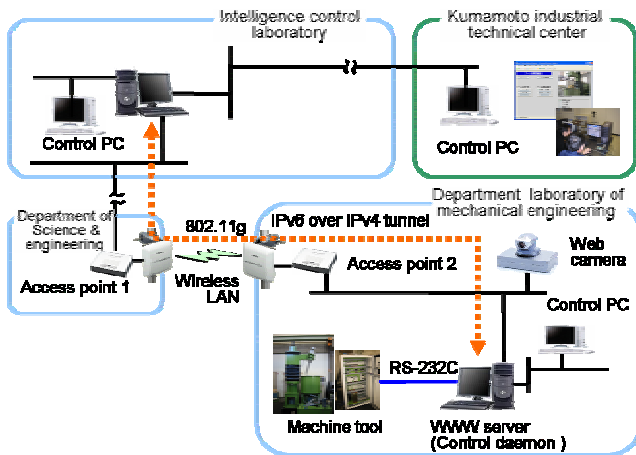 Intelligence control
laboratory
Kumamoto industrial
technical center
Control PC
Control PC
Department of
Science &
engineering
802.11g
IPv6 over IPv4 tunnel
Department laboratory of
mechanical engineering
Access point 1
Wireless
LAN
Access point 2
Web
camera
Control PC
RS-232C
Machine tool
WWW server
(Control daemon )